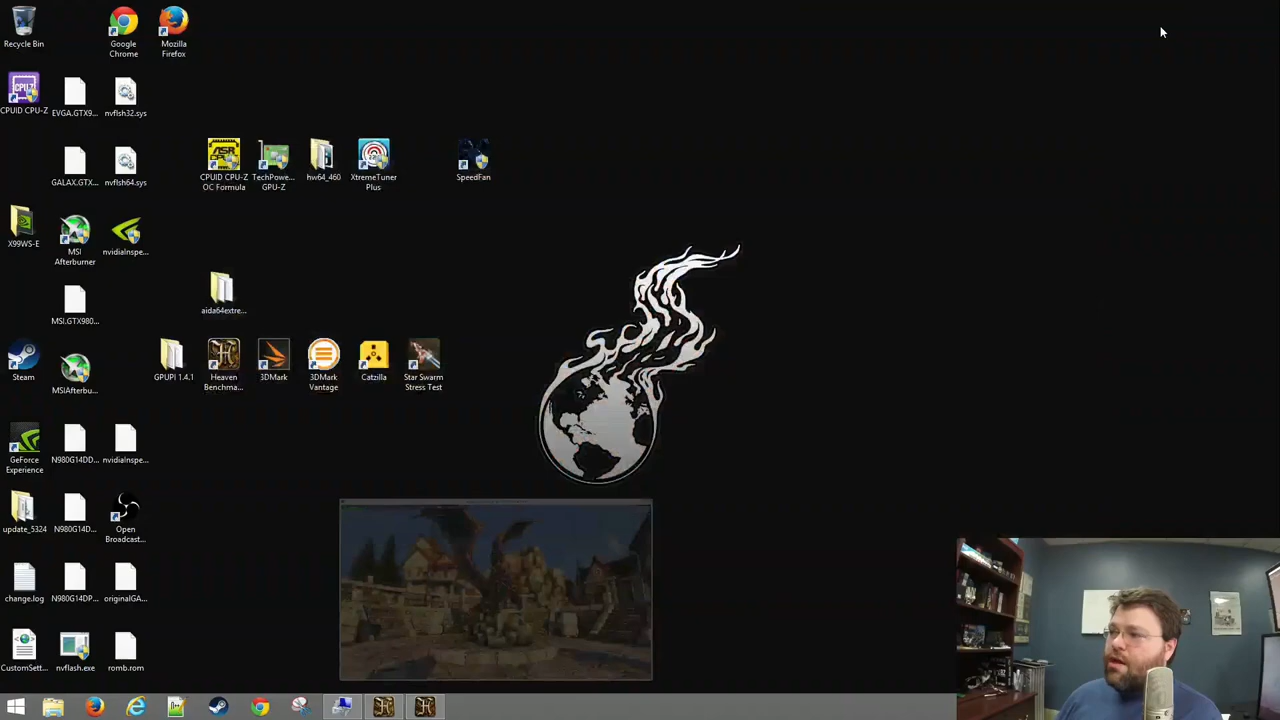 Recycle Bin
Google
Chrome
Mozilla
Firefox
CPUID CPU-Z
EVGA.GTX9...
nvflsh32.sys
GALAX.GTX...
nvflsh64.sys
CPUID CPU-Z
OC Formula
TechPowe...
GPU-Z
hw64_460
XtremeTuner
Plus
SpeedFan
X99WS-E
MSI
Afterburner
nvidiaInspe...
MSI.GTX980...
aida64extre...
Steam
MSIAfterbu...
GPUPI 1.4.1
Heaven
Benchma...
3DMark
3DMark
Vantage
Catzilla
Star Swarm
Stress Test
GeForce
Experience
N980G14DD...
nvidiaInspe...
update_5324
N980G14D...
Open
Broadcast...
change.log
N980G14DP...
originalGA...
CustomSett...
nvflash.exe
romb.rom